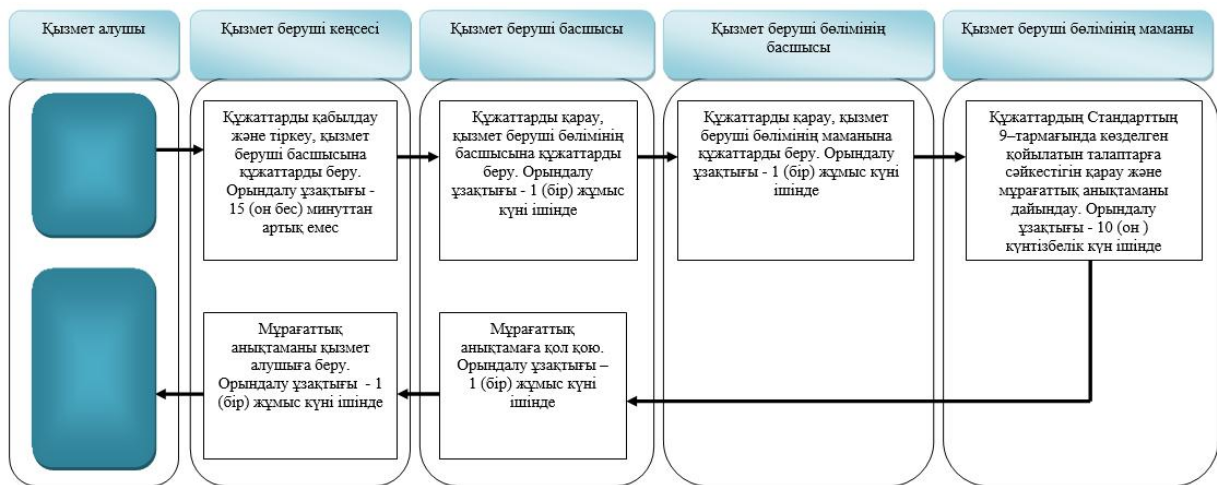 Қызмет алушы
Қызмет беруші кеңсесі
Қызмет беруші басшысы
Қызмет беруші бөлімінің
басшысы
Қызмет беруші бөлімінің маманы
Құжаттарды қабылдау
және тіркеу, қызмет
беруші басшысына
құжаттарды беру.
Орындалу ұзақтығы -
15 (он бес) минуттан
артық емес
Құжаттарды қарау,
қызмет беруші бөлімінің
басшысына құжаттарды
беру. Орындалу
ұзақтығы - 1 (бір) жұмыс
күні ішінде
Құжаттарды қарау, қызмет
беруші бөлімінің маманына
құжаттарды беру. Орындалу
ұзақтығы - 1 (бір) жұмыс күні
ішінде
Құжаттардың Стандарттың
9–тармағында көзделген
қойылатын талаптарға
сәйкестігін қарау және
мұрағаттық анықтаманы
дайындау. Орындалу
ұзақтығы - 10 (он )
күнтізбелік күн ішінде
Мұрағаттық
анықтаманы қызмет
алушыға беру.
Орындалу ұзақтығы - 1
(бір) жұмыс күні ішінде
Мұрағаттық
анықтамаға қол қою.
Орындалу ұзақтығы –
1 (бір) жұмыс күні
ішінде